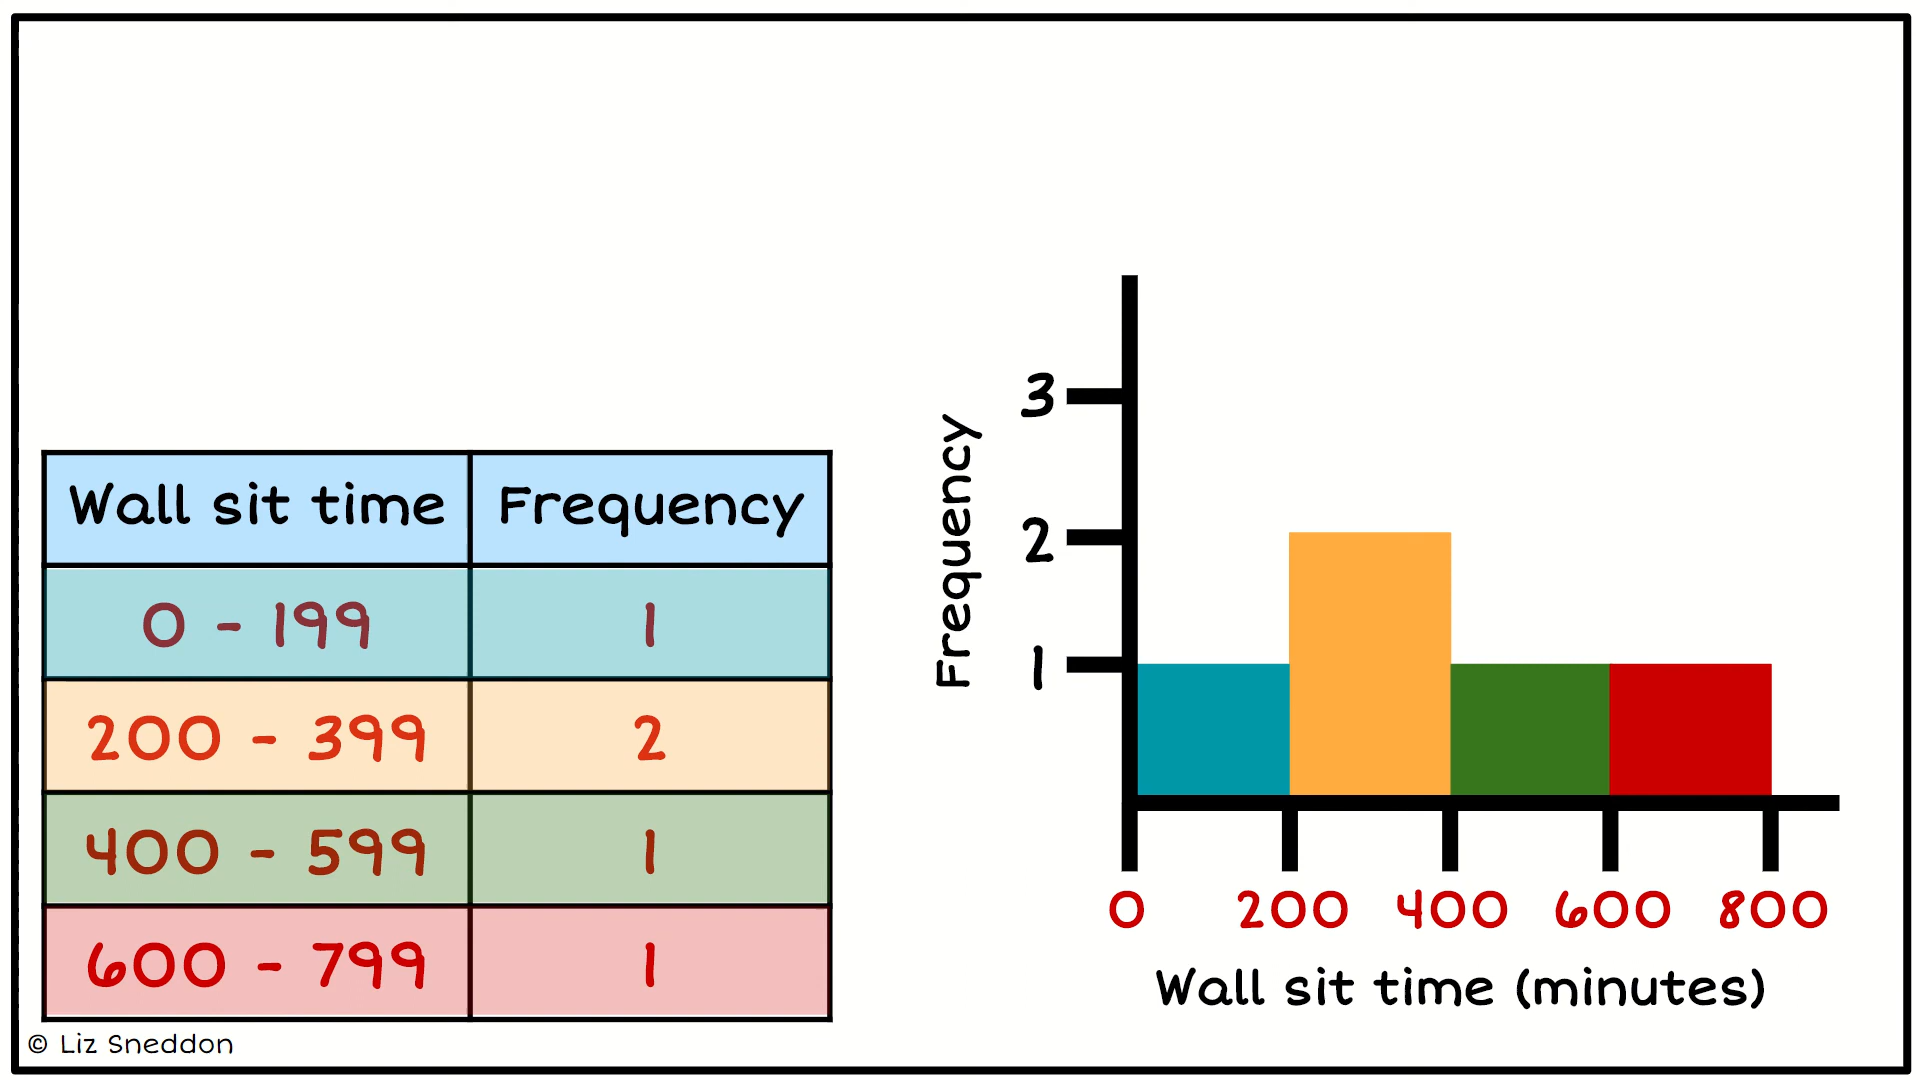 Wall sit time Frequency
0 - 199 1
200 - 399 2
400 - 599 1
600 - 799 1
© Liz Sneddon
Frequency
3
2
1
0 200 400 600 800
Wall sit time (minutes)